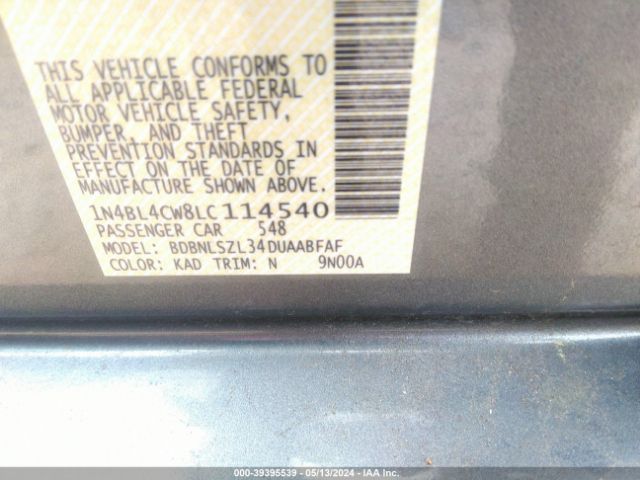 THIS VEHICLE CONFORMS TO
ALL APPLICABLE FEDERAL
MOTOR VEHICLE SAFETY,
BUMPER, AND THEFT
PREVENTION STANDARDS IN
EFFECT ON THE DATE OF
MANUFACTURE SHOWN ABOVE.
1N4BL4CW8LC114540
PASSENGER CAR 548
MODEL: BDBNLSZL34DUAABFAF
COLOR: KAD TRIM: N 9N00A
000-39395539 - 05/13/2024 - IAA Inc.